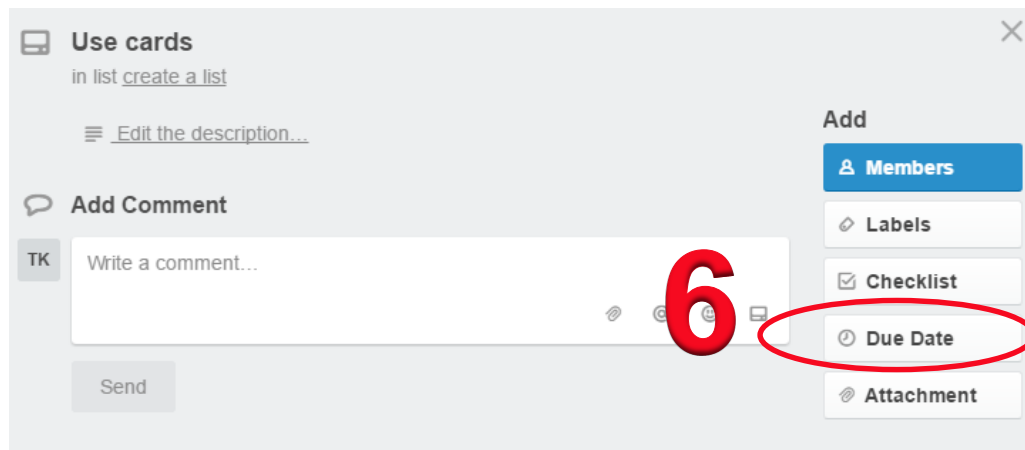 Use cards
in list create a list
Edit the description...
Add Comment
TK
Write a comment...
Send
6
Add
Members
Labels
Checklist
Due Date
Attachment